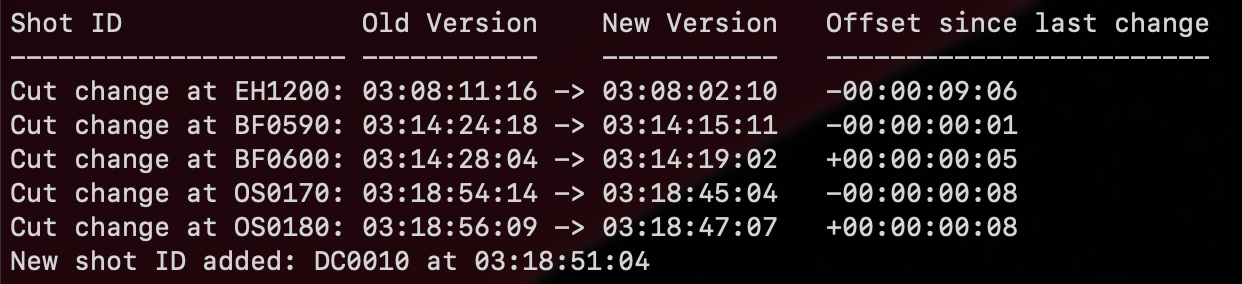 Shot ID Old Version New Version Offset since last change
--------------------- ----------- ----------- ------------------------
Cut change at EH1200: 03:08:11:16 -> 03:08:02:10 -00:00:09:06
Cut change at BF0590: 03:14:24:18 -> 03:14:15:11 -00:00:00:01
Cut change at BF0600: 03:14:28:04 -> 03:14:19:02 +00:00:00:05
Cut change at OS0170: 03:18:54:14 -> 03:18:45:04 -00:00:00:08
Cut change at OS0180: 03:18:56:09 -> 03:18:47:07 +00:00:00:08
New shot ID added: DC0010 at 03:18:51:04